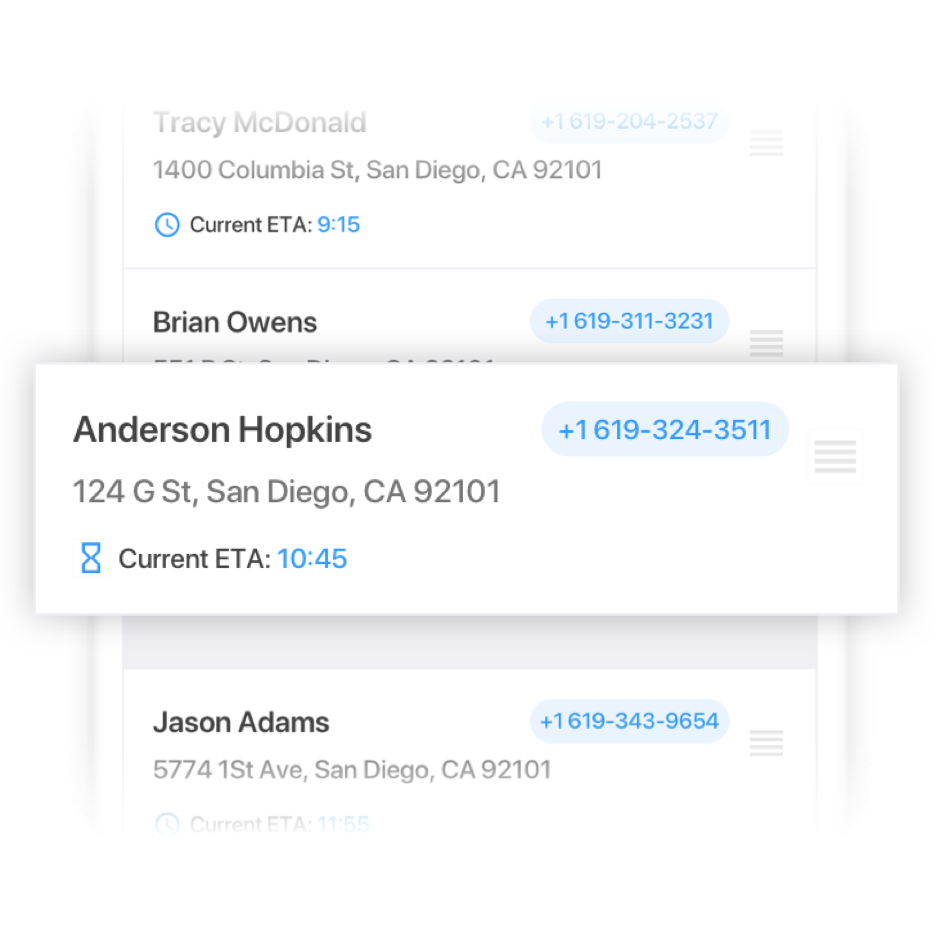 Tracy McDonald +1 619-204-2537
1400 Columbia St, San Diego, CA 92101
Current ETA: 9:15
Brian Owens +1 619-311-3231
Anderson Hopkins +1 619-324-3511
124 G St, San Diego, CA 92101
Current ETA: 10:45
Jason Adams +1 619-343-9654
5774 1St Ave, San Diego, CA 92101
Current ETA: 11:55